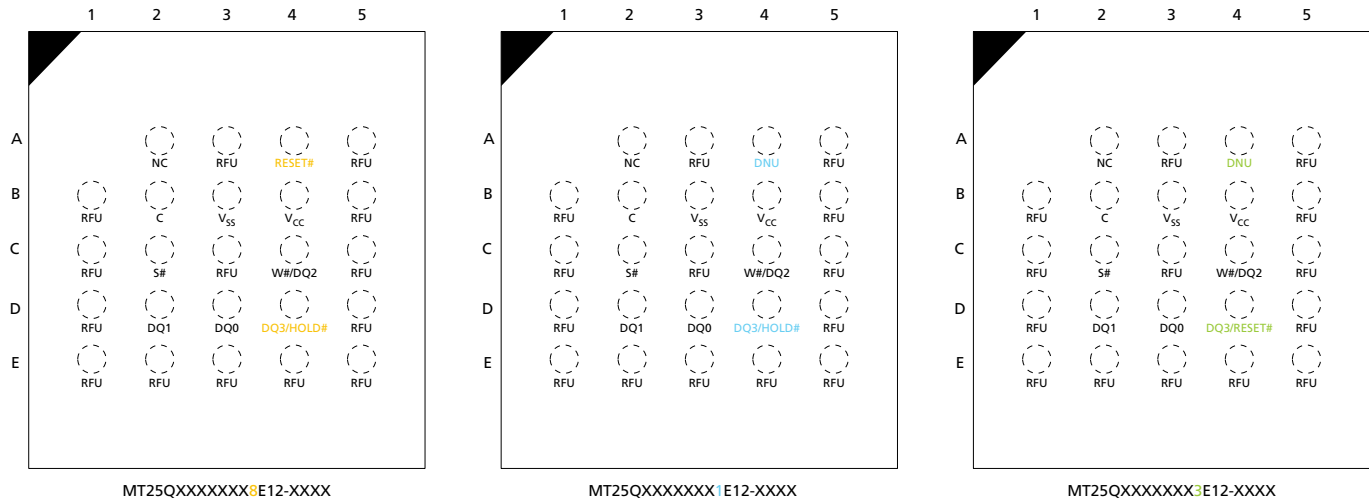 1 2 3 4 5 1 2 3 4 5 1 2 3 4 5
A A A
NC RFU RESET# RFU NC RFU DNU RFU NC RFU DNU RFU
B B B
RFU C VSS VCC RFU RFU C VSS VCC RFU RFU C VSS VCC RFU
C C C
RFU S# RFU W#/DQ2 RFU RFU S# RFU W#/DQ2 RFU RFU S# RFU W#/DQ2 RFU
D D D
RFU DQ1 DQ0 DQ3/HOLD# RFU RFU DQ1 DQ0 DQ3/HOLD# RFU RFU DQ1 DQ0 DQ3/RESET# RFU
E E E
RFU RFU RFU RFU RFU RFU RFU RFU RFU RFU RFU RFU RFU RFU RFU
MT25QXXXXXXX8E12-XXXX MT25QXXXXXXX1E12-XXXX MT25QXXXXXXX3E12-XXXX